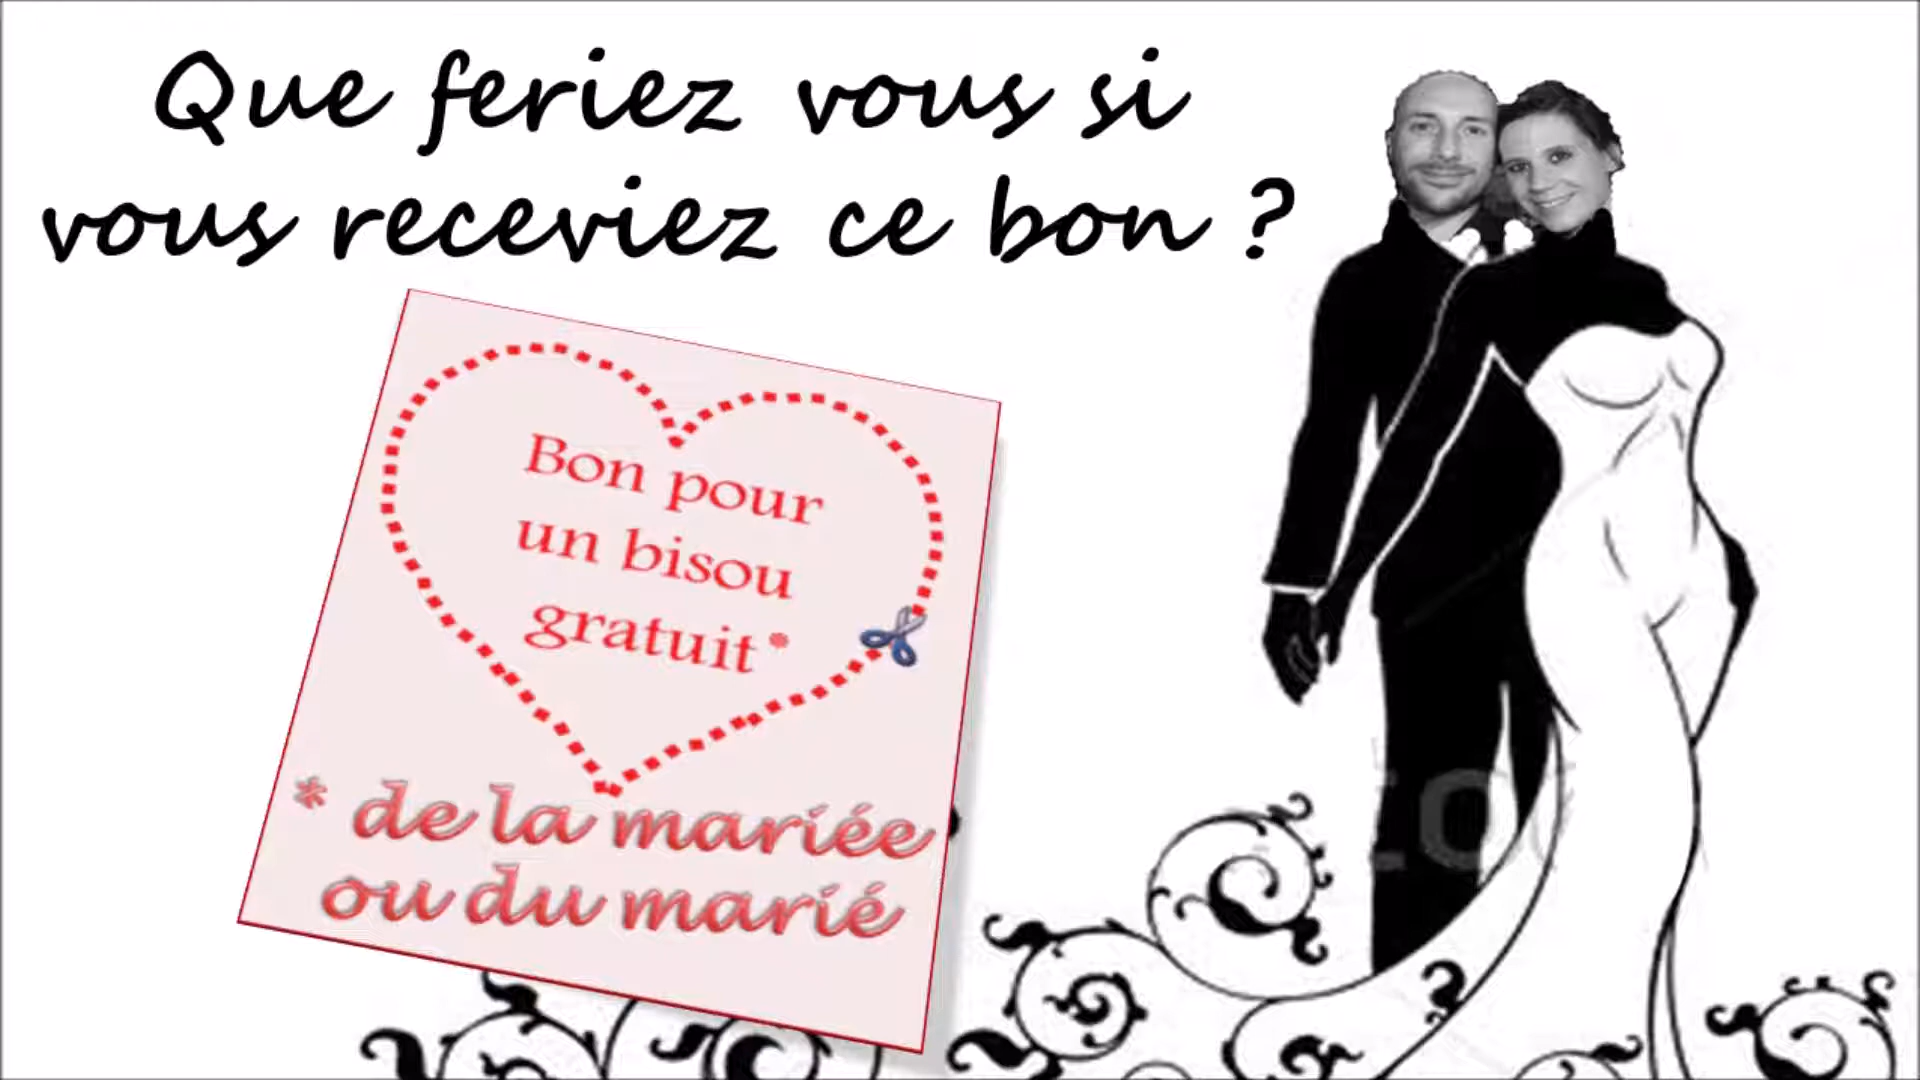 Que feriez vous si
vous receviez ce bon ?
Bon pour
un bisou
gratuit*
* de la mariée
ou du marié